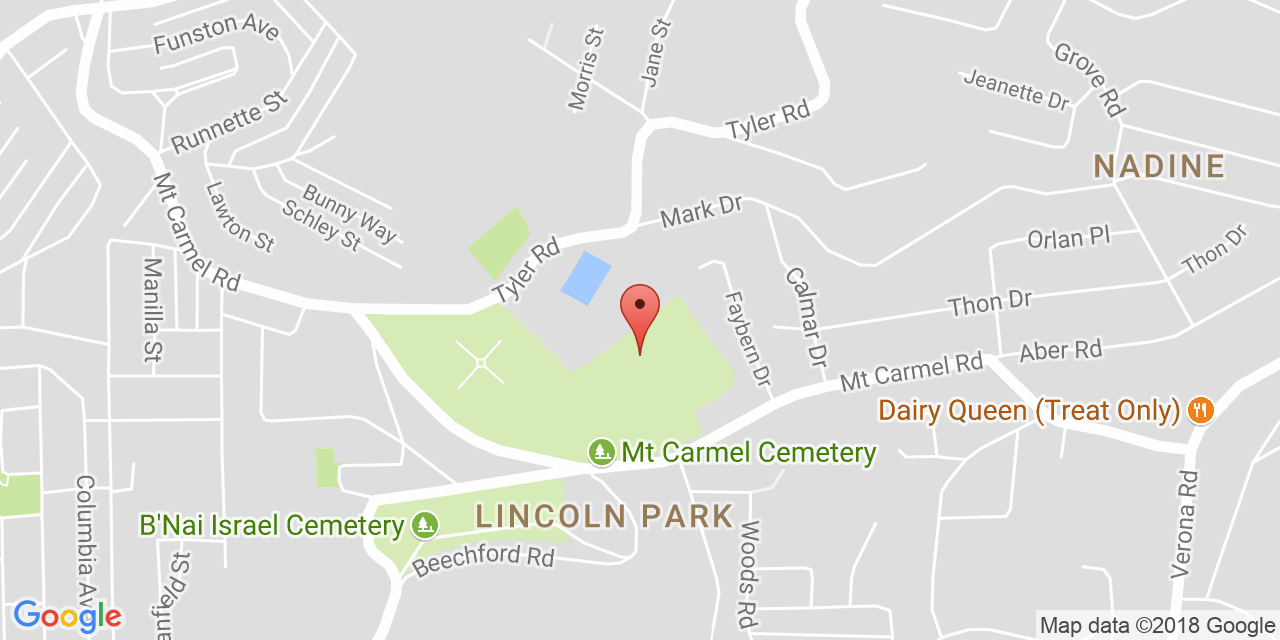 Funston Ave
Morris St
Jane St
Grove Rd
Jeanette Dr
Tyler Rd
Runnette St
NADINE
Mt Carmel Rd
Lawton St
Bunny Way
Schley St
Mark Dr
Orlan Pl
Thon Dr
Tyler Rd
Manilla St
Calmar Dr
Faybern Dr
Thon Dr
Aber Rd
Mt Carmel Rd
Dairy Queen (Treat Only)
Mt Carmel Cemetery
LINCOLN PARK
B'Nai Israel Cemetery
Beechford Rd
Columbia Av
Woods Rd
Verona Rd
Google
Map data ©2018 Google